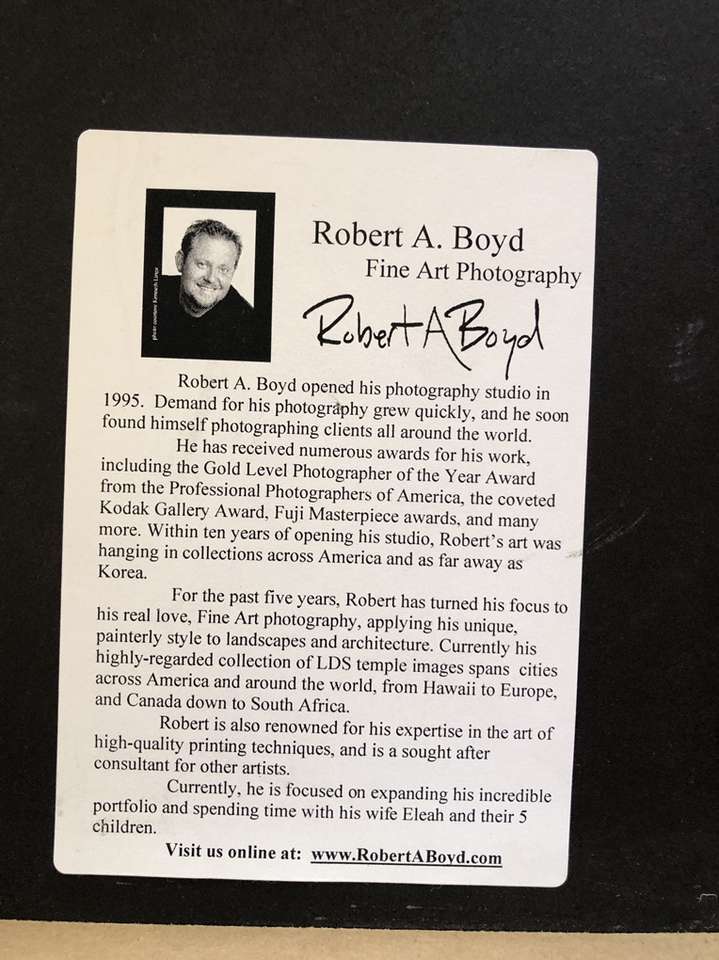 Robert A. Boyd
Fine Art Photography
Robert A Boyd
Robert A. Boyd opened his photography studio in
1995. Demand for his photography grew quickly, and he soon
found himself photographing clients all around the world.
He has received numerous awards for his work,
including the Gold Level Photographer of the Year Award
from the Professional Photographers of America, the coveted
Kodak Gallery Award, Fuji Masterpiece awards, and many
more. Within ten years of opening his studio, Robert's art was
hanging in collections across America and as far away as
Korea.
For the past five years, Robert has turned his focus to
his real love, Fine Art photography, applying his unique,
painterly style to landscapes and architecture. Currently his
highly-regarded collection of LDS temple images spans cities
across America and around the world, from Hawaii to Europe,
and Canada down to South Africa.
Robert is also renowned for his expertise in the art of
high-quality printing techniques, and is a sought after
consultant for other artists.
Currently, he is focused on expanding his incredible
portfolio and spending time with his wife Eleah and their 5
children.
Visit us online at: www.RobertABoyd.com
photo courtesy Kenneth